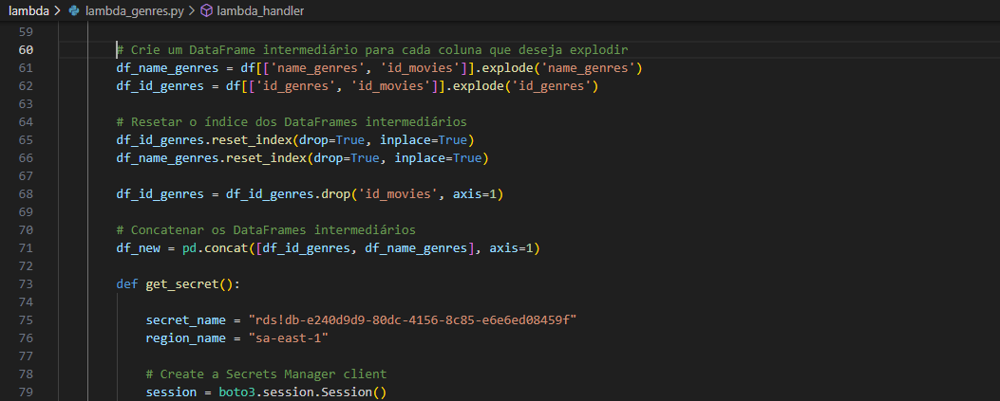 lambda > lambda_genres.py > lambda_handler
59
60 # Crie um DataFrame intermediário para cada coluna que deseja explodir
61 df_name_genres = df[['name_genres', 'id_movies']].explode('name_genres')
62 df_id_genres = df[['id_genres', 'id_movies']].explode('id_genres')
63
64 # Resetar o índice dos DataFrames intermediários
65 df_id_genres.reset_index(drop=True, inplace=True)
66 df_name_genres.reset_index(drop=True, inplace=True)
67
68 df_id_genres = df_id_genres.drop('id_movies', axis=1)
69
70 # Concatenar os DataFrames intermediários
71 df_new = pd.concat([df_id_genres, df_name_genres], axis=1)
72
73 def get_secret():
74
75 secret_name = "rds!db-e240d9d9-80dc-4156-8c85-e6e6ed08459f"
76 region_name = "sa-east-1"
77
78 # Create a Secrets Manager client
79 session = boto3.session.Session()